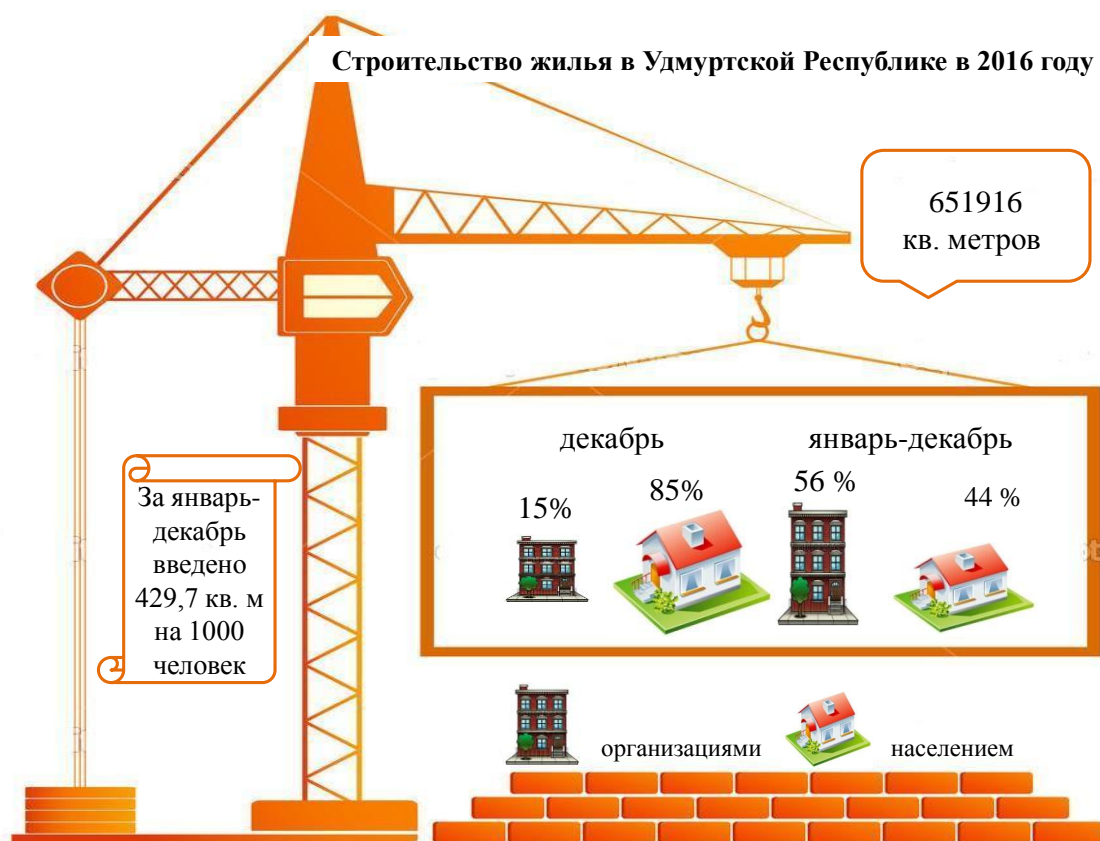 Строительство жилья в Удмуртской Республике в 2016 году
651916
кв. метров
декабрь
январь-декабрь
15%
85%
56 %
44 %
За январь-
декабрь
введено
429,7 кв. м
на 1000
человек
организациями
населением